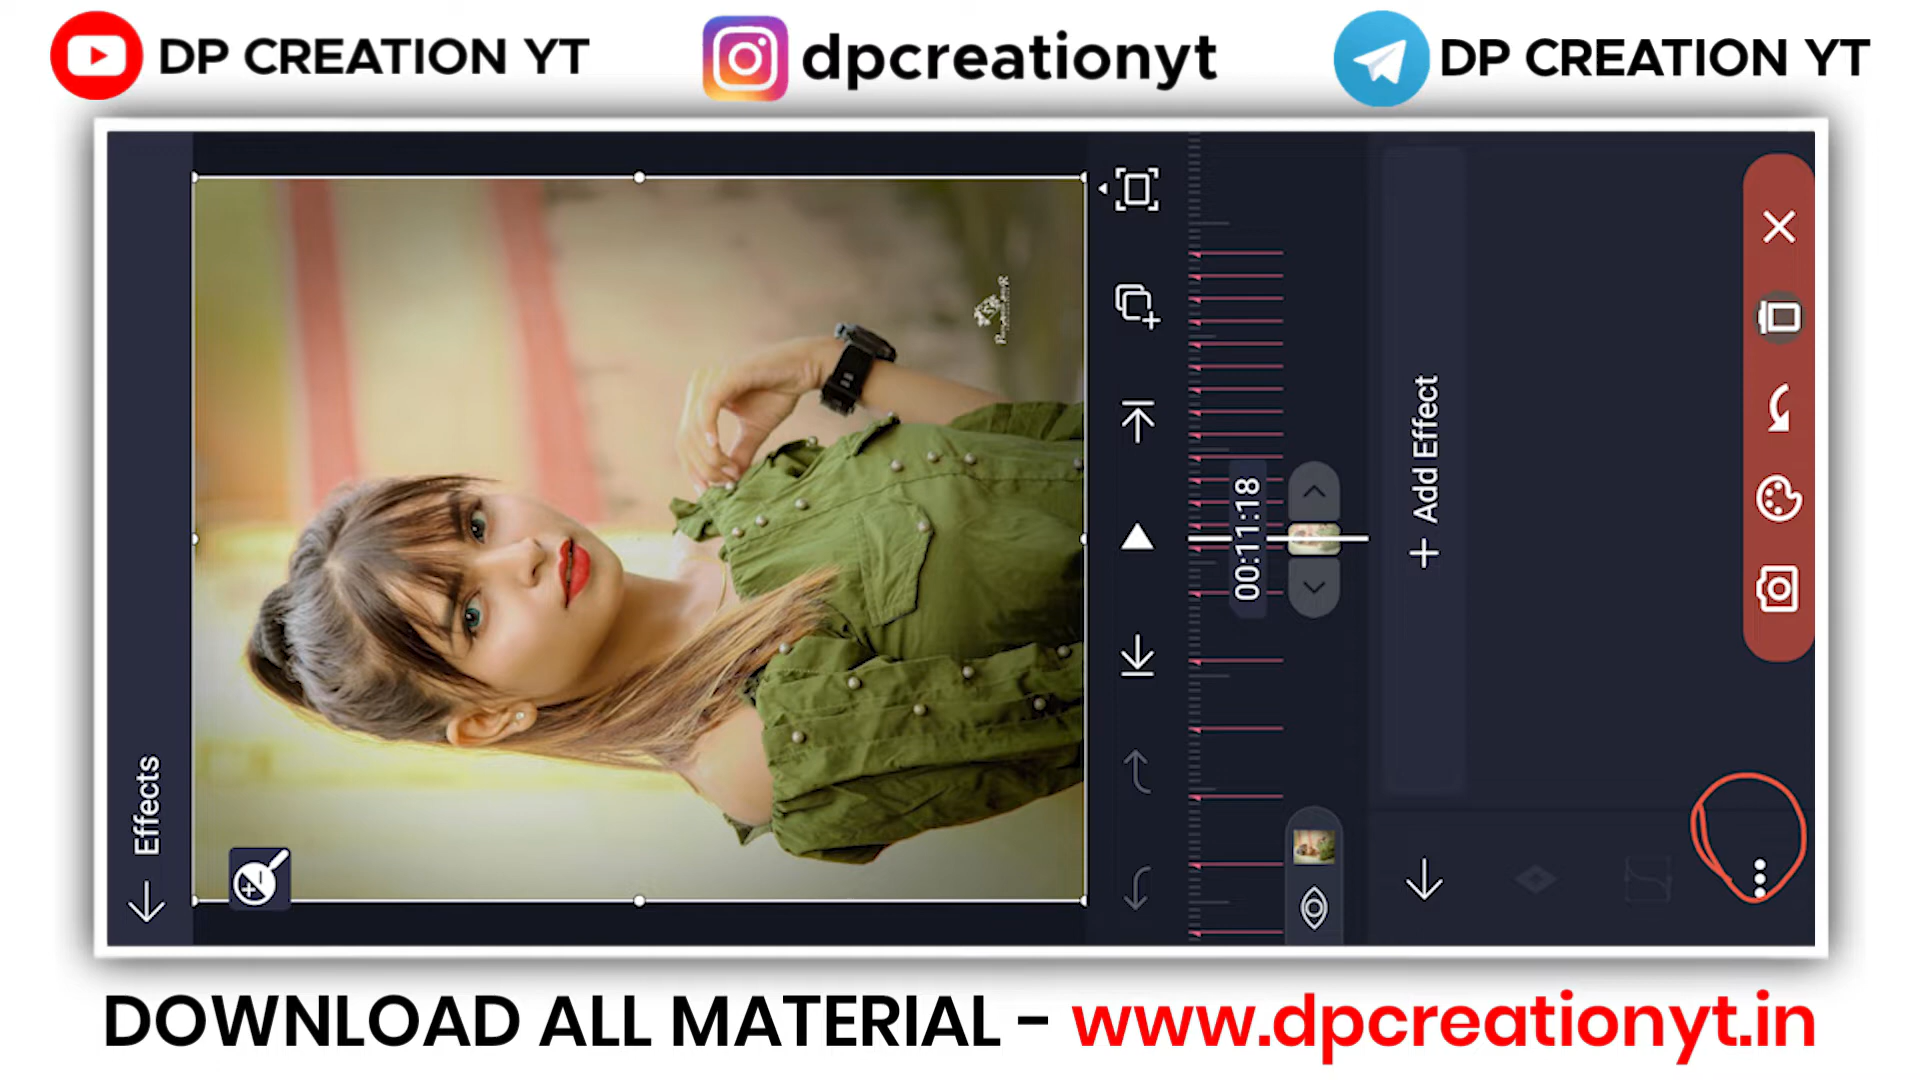 DP CREATION YT
dpcreationyt
DP CREATION YT
Effects
00:11:18
+ Add Effect
DOWNLOAD ALL MATERIAL - www.dpcreationyt.in